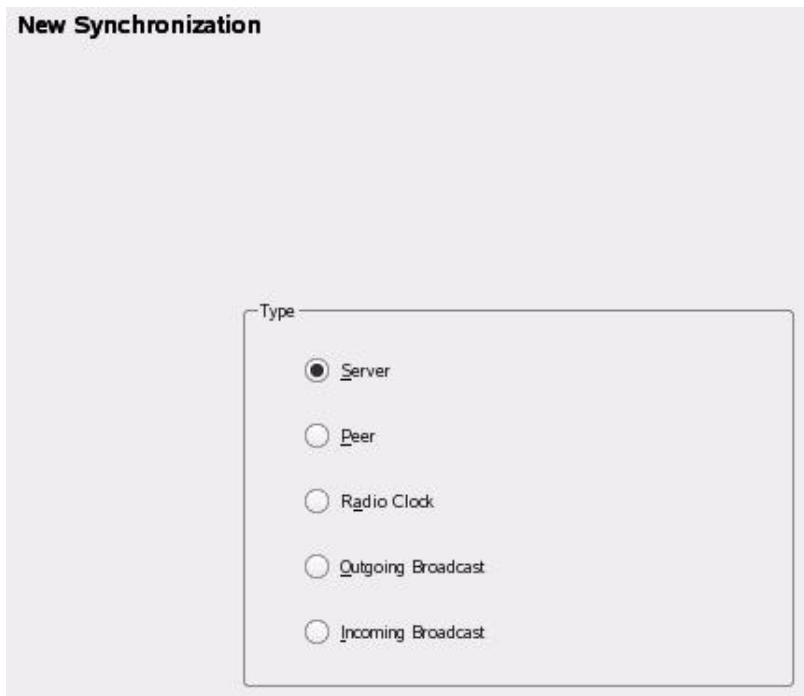 New Synchronization
Type
Server
Peer
Radio Clock
Outgoing Broadcast
Incoming Broadcast